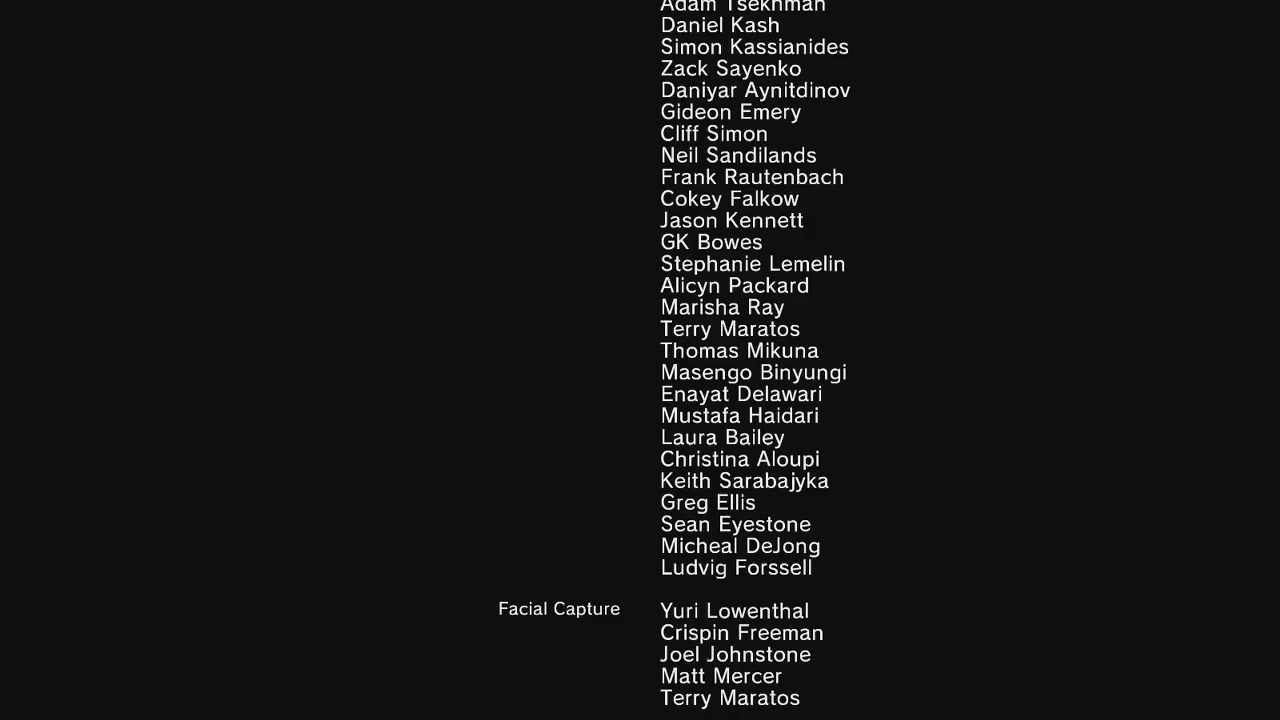 Adam Tsekhman
Daniel Kash
Simon Kassianides
Zack Sayenko
Daniyar Aynitdinov
Gideon Emery
Cliff Simon
Neil Sandilands
Frank Rautenbach
Cokey Falkow
Jason Kennett
GK Bowes
Stephanie Lemelin
Alicyn Packard
Marisha Ray
Terry Maratos
Thomas Mikuna
Masengo Binyungi
Enayat Delawari
Mustafa Haidari
Laura Bailey
Christina Aloupi
Keith Sarabajyka
Greg Ellis
Sean Eyestone
Micheal DeJong
Ludvig Forssell
Facial Capture Yuri Lowenthal
Crispin Freeman
Joel Johnstone
Matt Mercer
Terry Maratos